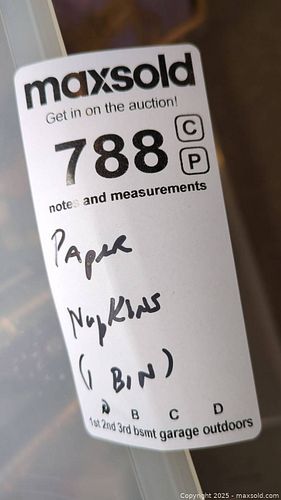 maxsold
Get in on the auction!
788 C
P
notes and measurements
Paper
Napkins
(1 BIN)
A B C D
1st 2nd 3rd bsmt garage outdoors
Copyright 2025 - maxsold.com